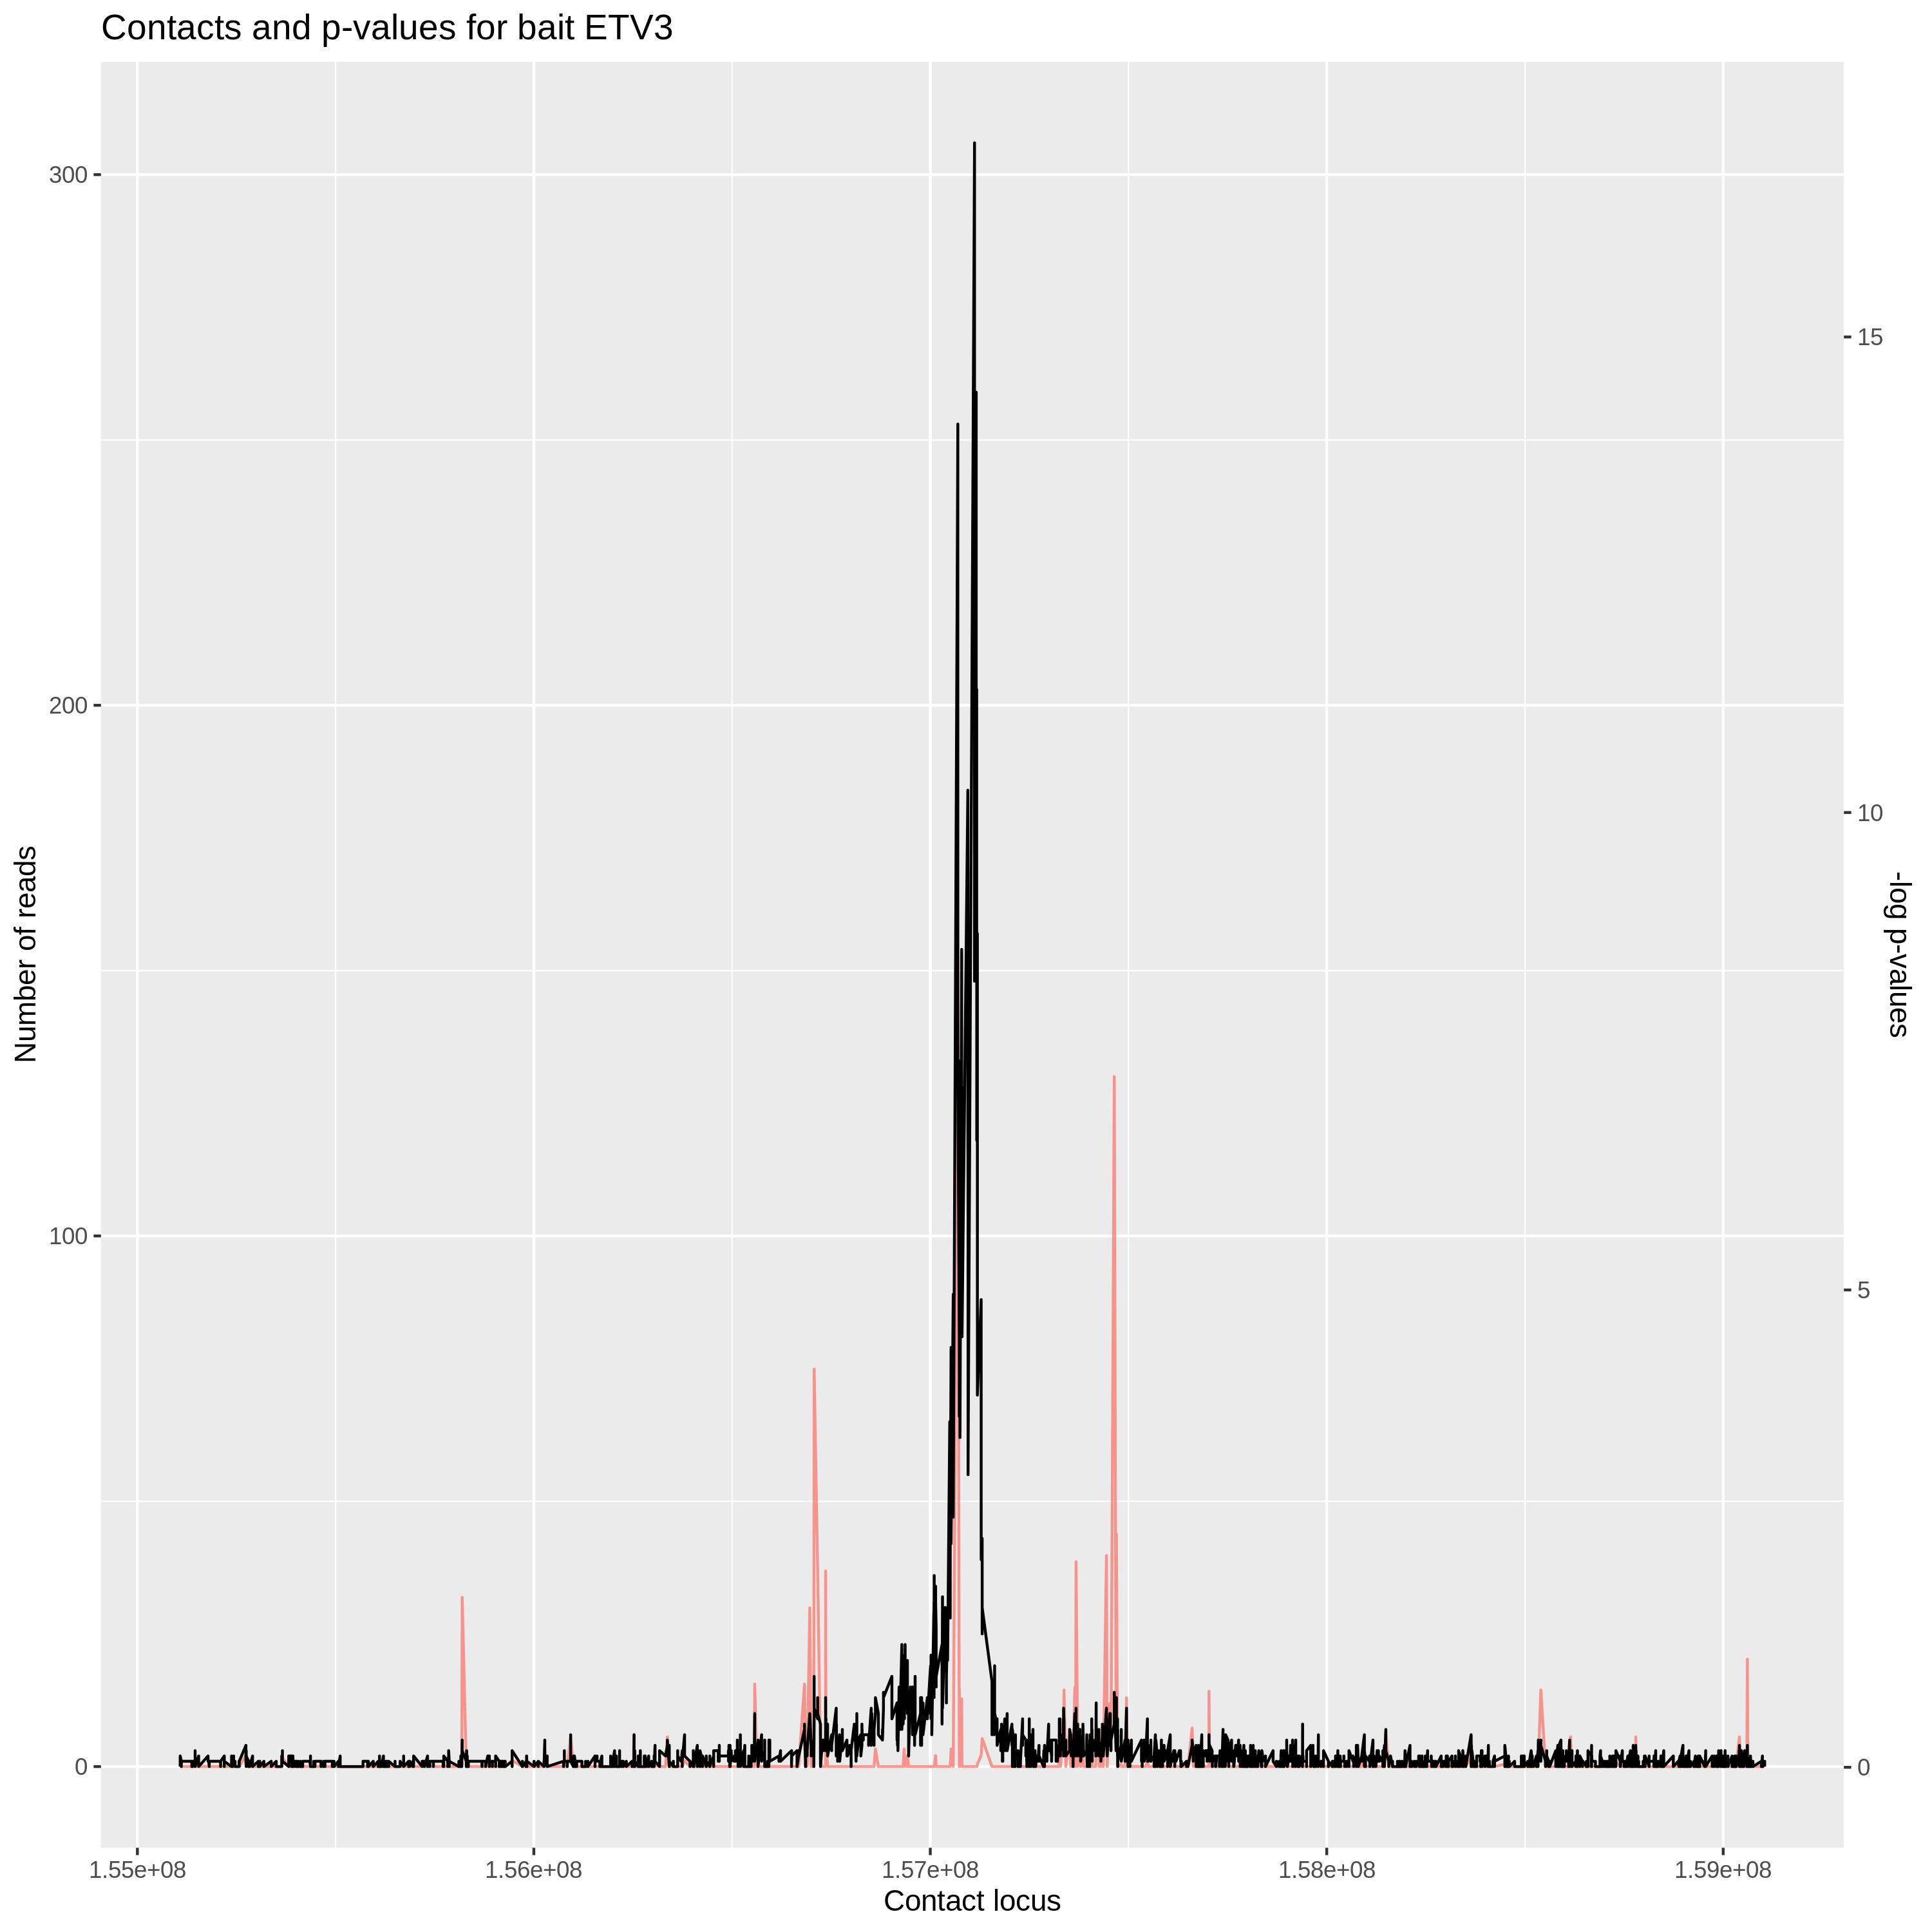 Contacts and p-values for bait ETV3
300
200
100
0
Number of reads
15
10
5
0
-log p-values
1.55e+08
1.56e+08
1.57e+08
1.58e+08
1.59e+08
Contact locus